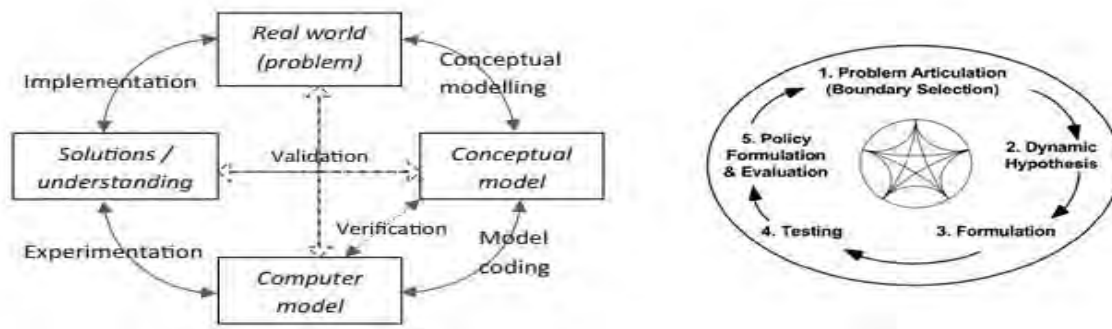 Real world
(problem)
Implementation
Conceptual
modelling
Solutions /
understanding
Validation
Conceptual
model
Experimentation
Verification
Model
coding
Computer
model
1. Problem Articulation
(Boundary Selection)
5. Policy
Formulation
& Evaluation
2. Dynamic
Hypothesis
4. Testing
3. Formulation